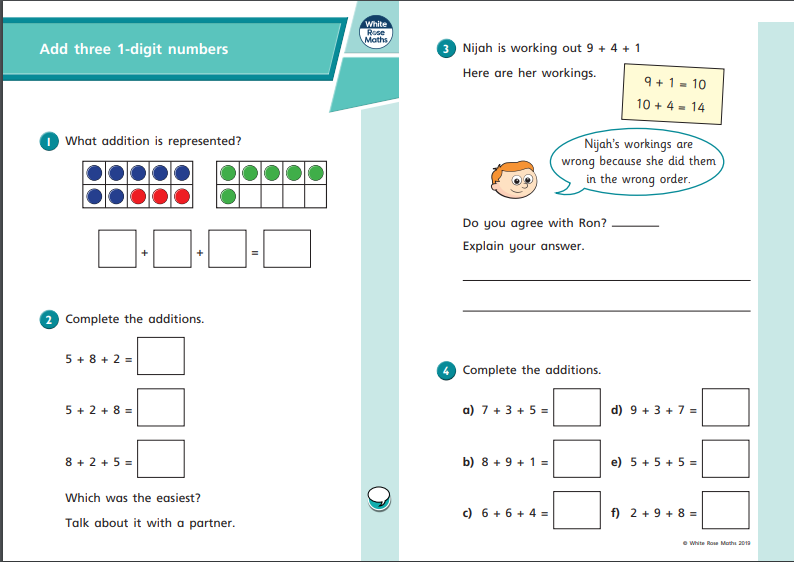 Add three 1-digit numbers
White
Rose
Maths
1 What addition is represented?
+ + =
2 Complete the additions.
5 + 8 + 2 =
5 + 2 + 8 =
8 + 2 + 5 =
Which was the easiest?
Talk about it with a partner.
3 Nijah is working out 9 + 4 + 1
Here are her workings.
9 + 1 = 10
10 + 4 = 14
Nijah's workings are
wrong because she did them
in the wrong order.
Do you agree with Ron? ______
Explain your answer.
4 Complete the additions.
a) 7 + 3 + 5 =
d) 9 + 3 + 7 =
b) 8 + 9 + 1 =
e) 5 + 5 + 5 =
c) 6 + 6 + 4 =
f) 2 + 9 + 8 =
© White Rose Maths 2019